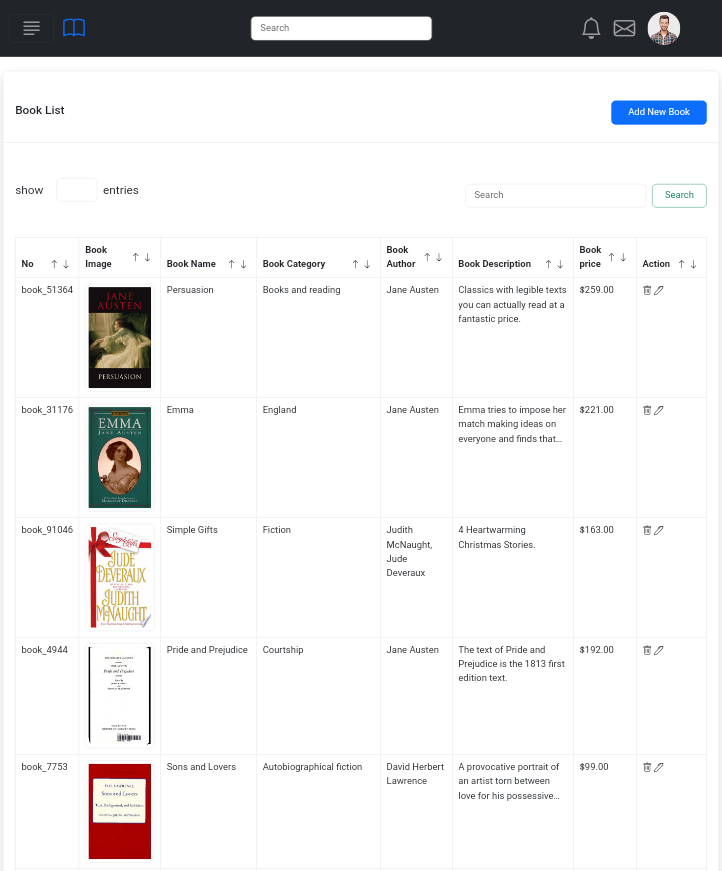 Search
Book List
Add New Book
show
entries
Search
Search
No
Book
Image
Book Name
Book Category
Book
Author
Book Description
Book
price
Action
book_51364
JANE
AUSTEN
PERSUASION
Persuasion
Books and reading
Jane Austen
Classics with legible texts
you can actually read at a
fantastic price.
$259.00
book_31176
EMMA
JANE AUSTEN
Emma
England
Jane Austen
Emma tries to impose her
match making ideas on
everyone and finds that...
$221.00
book_91046
Simple Gifts
JUDE
DEVERAUX
JUDITH
McNAUGHT
Simple Gifts
Fiction
Judith
McNaught,
Jude
Deveraux
4 Heartwarming
Christmas Stories.
$163.00
book_4944
Pride and Prejudice
Pride and Prejudice
Courtship
Jane Austen
The text of Pride and
Prejudice is the 1813 first
edition text.
$192.00
book_7753
Sons and Lovers
Sons and Lovers
Autobiographical fiction
David Herbert
Lawrence
A provocative portrait of
an artist torn between
love for his possessive...
$99.00